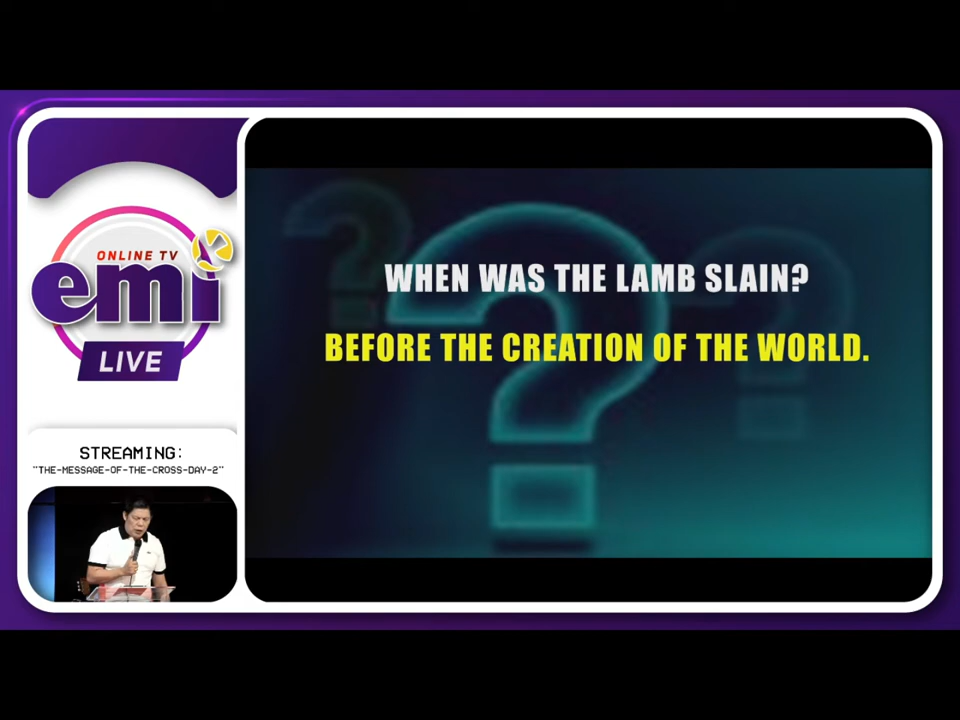 WHEN WAS THE LAMB SLAIN?
BEFORE THE CREATION OF THE WORLD.
ONLINE TV
emi
LIVE
STREAMING:
"THE-MESSAGE-OF-THE-CROSS-DAY-2"